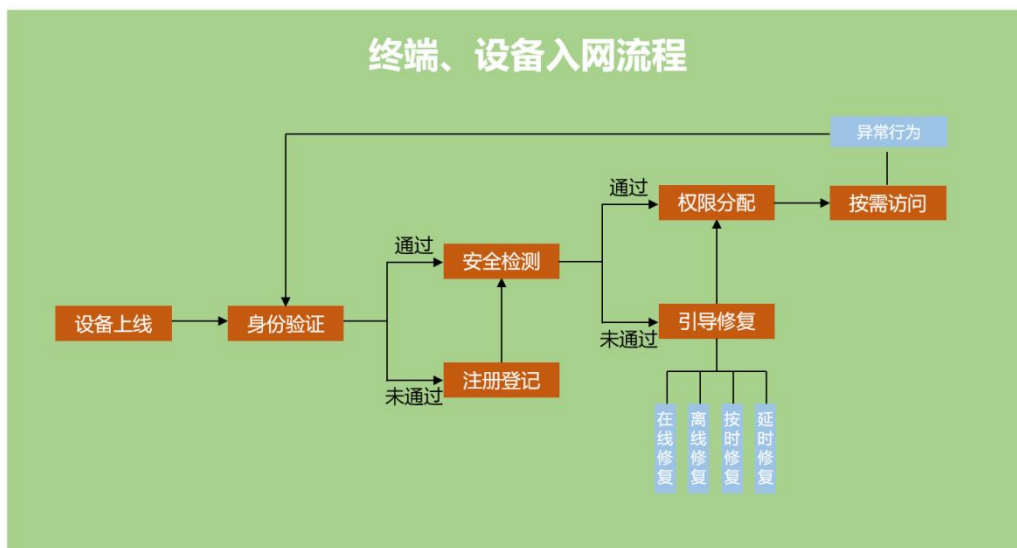 终端、设备入网流程
异常行为
通过
权限分配
按需访问
通过
安全检测
设备上线
身份验证
未通过
引导修复
未通过
注册登记
在线修复
离线修复
按时修复
延时修复